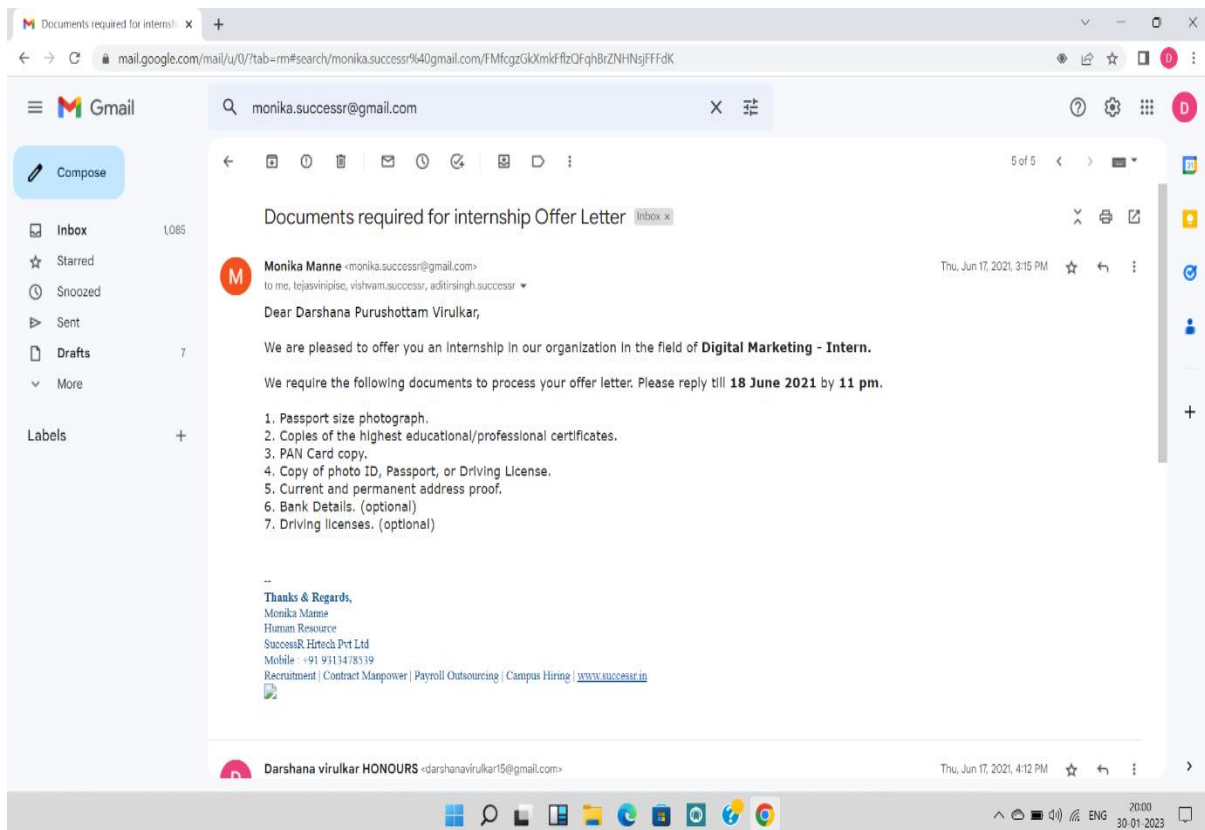 Documents required for internsh
mail.google.com/mail/u/0/?tab=rm#search/monika.successr%40gmail.com/FMfcgzGkXmkFflzQFqhBrZNHNsjFFFdK
D
Gmail
monika.successr@gmail.com
D
Compose
5 of 5
Inbox 1,085
Starred
Snoozed
Sent
Drafts 7
More
Labels
Documents required for internship Offer Letter Inbox x
M
Monika Manne <monika.successr@gmail.com> Thu, Jun 17, 2021, 3:15 PM
to me, tejasvinipise, vishvam.successr, aditirsingh.successr
Dear Darshana Purushottam Virulkar,
We are pleased to offer you an internship in our organization in the field of Digital Marketing - Intern.
We require the following documents to process your offer letter. Please reply till 18 June 2021 by 11 pm.
1. Passport size photograph.
2. Copies of the highest educational/professional certificates.
3. PAN Card copy.
4. Copy of photo ID, Passport, or Driving License.
5. Current and permanent address proof.
6. Bank Details. (optional)
7. Driving licenses. (optional)
--
Thanks & Regards,
Monika Manne
Human Resource
SuccessR Hrtech Pvt Ltd
Mobile : +91 9313478539
Recruitment | Contract Manpower | Payroll Outsourcing | Campus Hiring | www.successr.in
Darshana virulkar HONOURS <darshanavirulkar15@gmail.com> Thu, Jun 17, 2021, 4:12 PM
ENG
20:00
30-01-2023